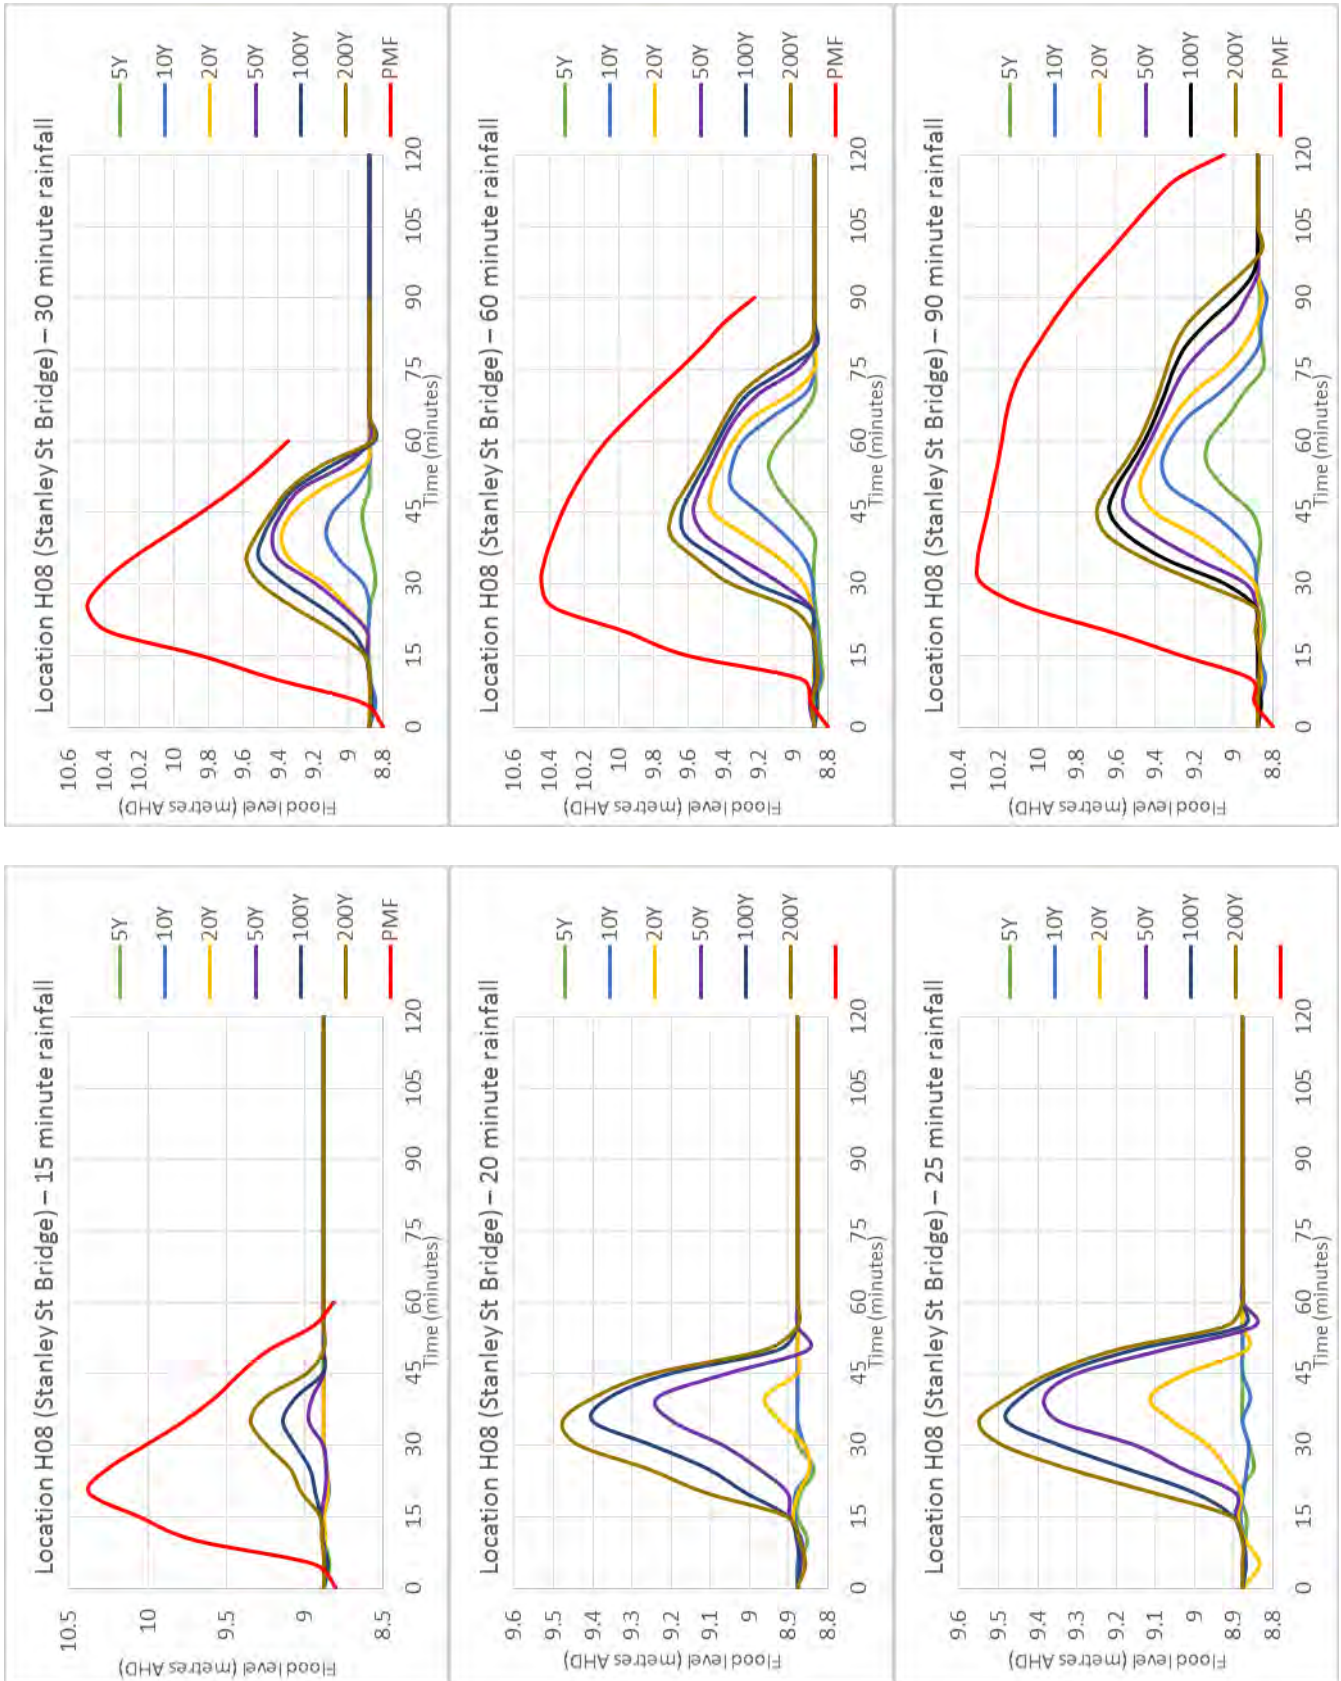 Location H08 (Stanley St Bridge) – 15 minute rainfall
Flood level (metres AHD)
10.5
10
9.5
9
8.5
0 15 30 45 60 75 90 105 120
Time (minutes)
5Y
10Y
20Y
50Y
100Y
200Y
PMF
Location H08 (Stanley St Bridge) – 30 minute rainfall
Flood level (metres AHD)
10.6
10.4
10.2
10
9.8
9.6
9.4
9.2
9
8.8
0 15 30 45 60 75 90 105 120
Time (minutes)
5Y
10Y
20Y
50Y
100Y
200Y
PMF
Location H08 (Stanley St Bridge) – 20 minute rainfall
Flood level (metres AHD)
9.6
9.5
9.4
9.3
9.2
9.1
9
8.9
8.8
0 15 30 45 60 75 90 105 120
Time (minutes)
5Y
10Y
20Y
50Y
100Y
200Y
Location H08 (Stanley St Bridge) – 60 minute rainfall
Flood level (metres AHD)
10.6
10.4
10.2
10
9.8
9.6
9.4
9.2
9
8.8
0 15 30 45 60 75 90 105 120
Time (minutes)
5Y
10Y
20Y
50Y
100Y
200Y
PMF
Location H08 (Stanley St Bridge) – 25 minute rainfall
Flood level (metres AHD)
9.6
9.5
9.4
9.3
9.2
9.1
9
8.9
8.8
0 15 30 45 60 75 90 105 120
Time (minutes)
5Y
10Y
20Y
50Y
100Y
200Y
Location H08 (Stanley St Bridge) – 90 minute rainfall
Flood level (metres AHD)
10.4
10.2
10
9.8
9.6
9.4
9.2
9
8.8
0 15 30 45 60 75 90 105 120
Time (minutes)
5Y
10Y
20Y
50Y
100Y
200Y
PMF